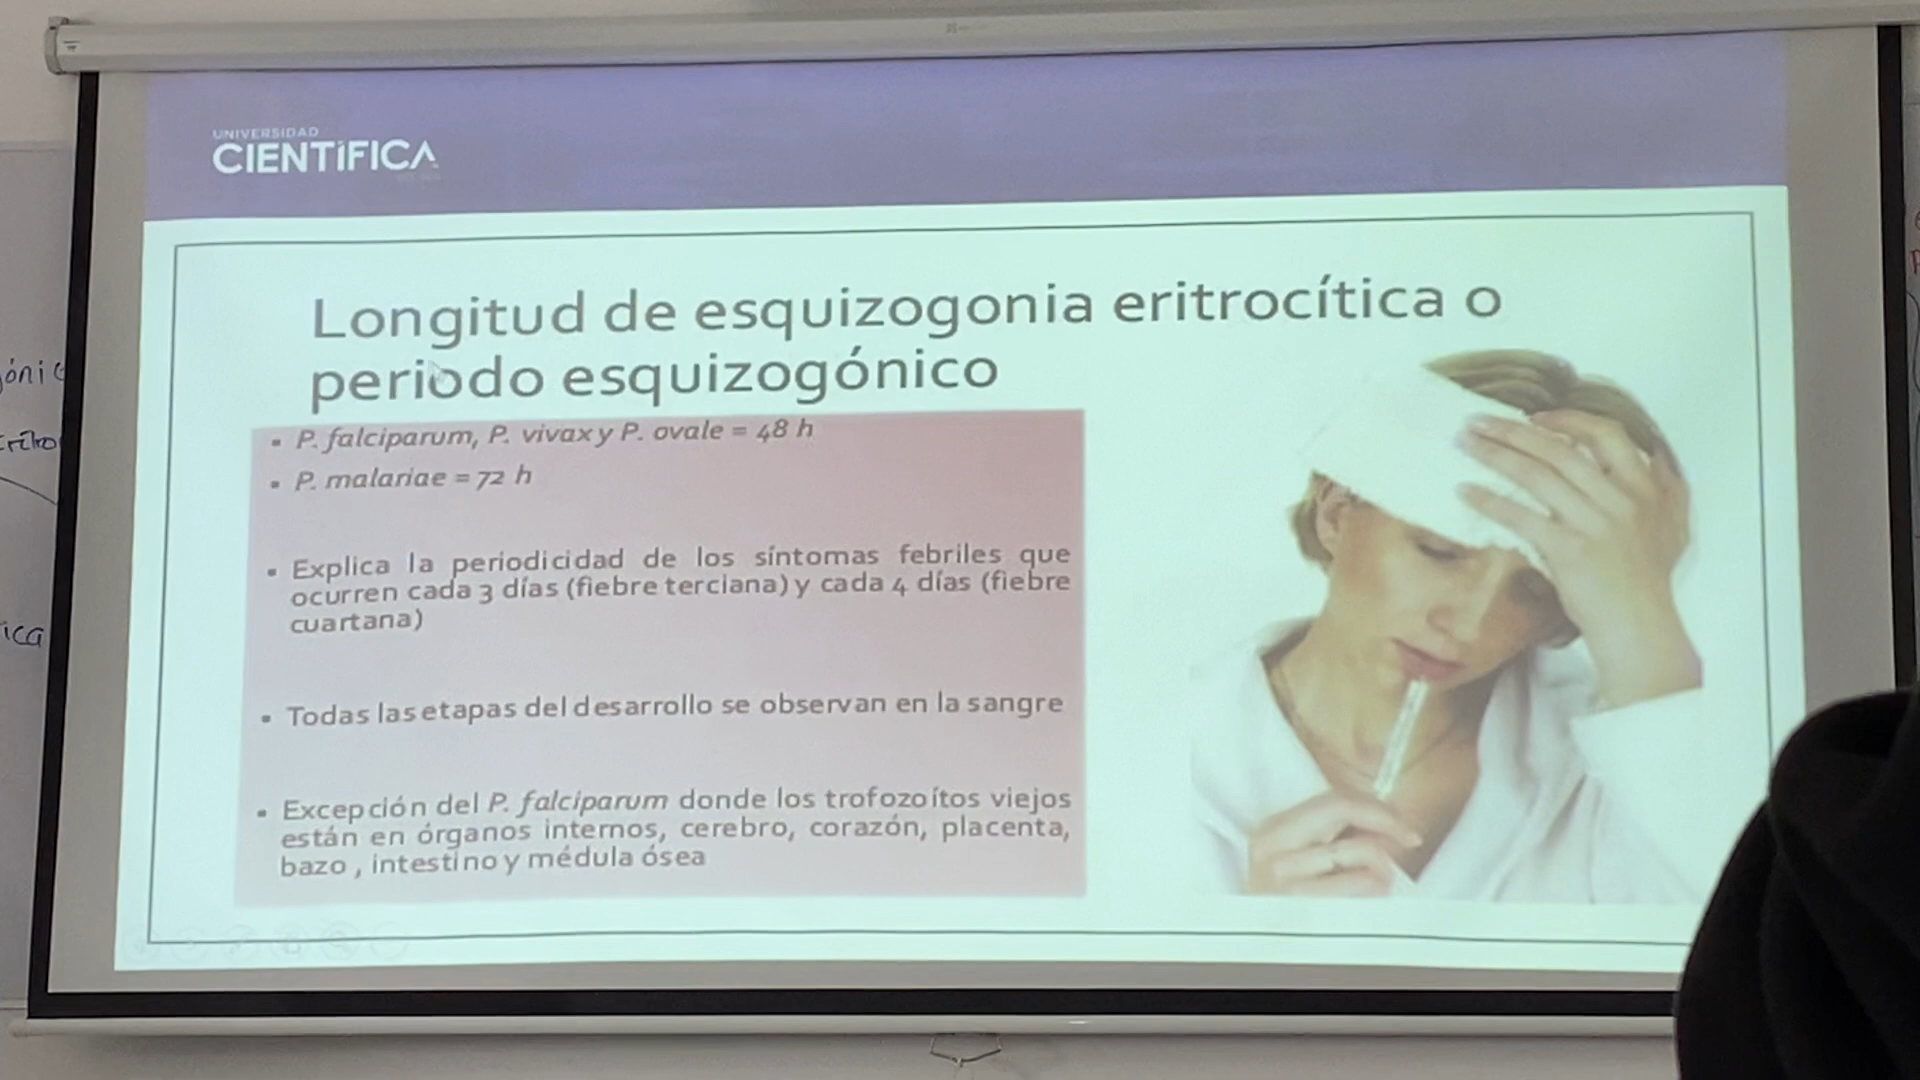 UNIVERSIDAD
CIENTÍFICA
Longitud de esquizogonia eritrocítica o
periodo esquizogónico
▪ P. falciparum, P. vivax y P. ovale = 48 h
▪ P. malariae = 72 h
▪ Explica la periodicidad de los síntomas febriles que
ocurren cada 3 días (fiebre terciana) y cada 4 días (fiebre
cuartana)
▪ Todas las etapas del desarrollo se observan en la sangre
▪ Excepción del P. falciparum donde los trofozoítos viejos
están en órganos internos, cerebro, corazón, placenta,
bazo , intestino y médula ósea